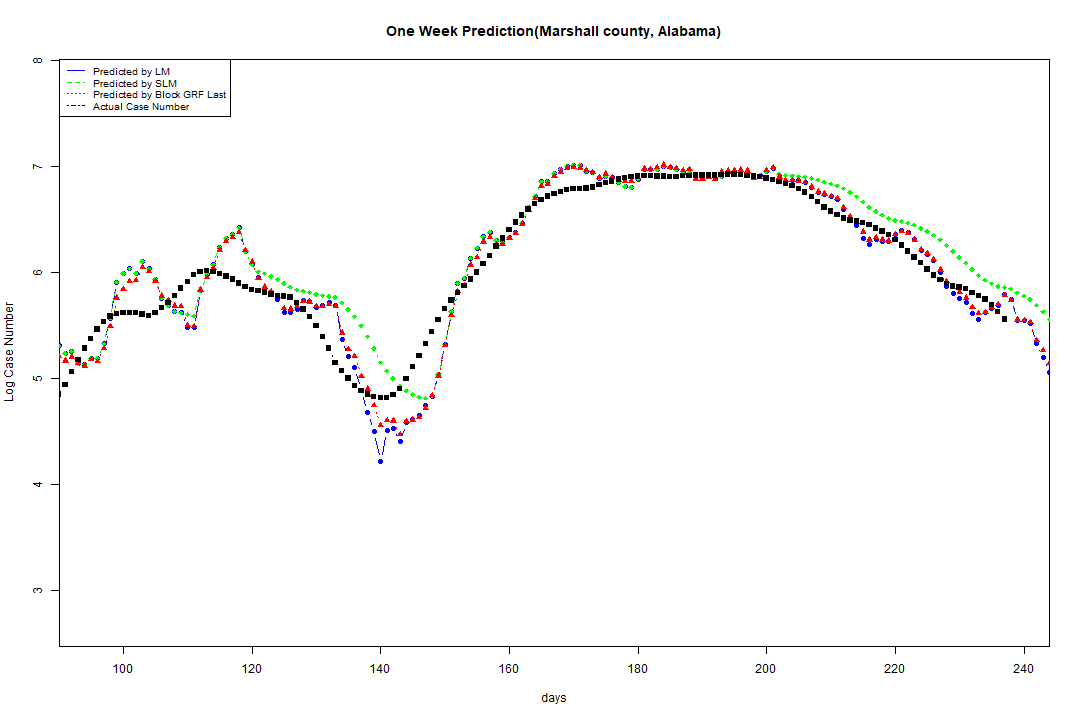 One Week Prediction(Marshall county, Alabama)
Predicted by LM
Predicted by SLM
Predicted by Block GRF Last
Actual Case Number
8
7
6
5
4
3
Log Case Number
100 120 140 160 180 200 220 240
days